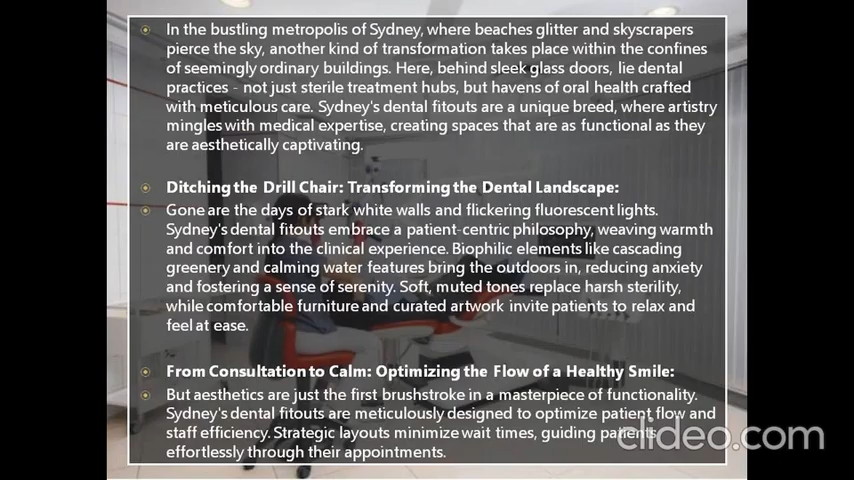 In the bustling metropolis of Sydney, where beaches glitter and skyscrapers
pierce the sky, another kind of transformation takes place within the confines
of seemingly ordinary buildings. Here, behind sleek glass doors, lie dental
practices - not just sterile treatment hubs, but havens of oral health crafted
with meticulous care. Sydney's dental fitouts are a unique breed, where artistry
mingles with medical expertise, creating spaces that are as functional as they
are aesthetically captivating.
Ditching the Drill Chair: Transforming the Dental Landscape:
Gone are the days of stark white walls and flickering fluorescent lights.
Sydney's dental fitouts embrace a patient-centric philosophy, weaving warmth
and comfort into the clinical experience. Biophilic elements like cascading
greenery and calming water features bring the outdoors in, reducing anxiety
and fostering a sense of serenity. Soft, muted tones replace harsh sterility,
while comfortable furniture and curated artwork invite patients to relax and
feel at ease.
From Consultation to Calm: Optimizing the Flow of a Healthy Smile:
But aesthetics are just the first brushstroke in a masterpiece of functionality.
Sydney's dental fitouts are meticulously designed to optimize patient flow and
staff efficiency. Strategic layouts minimize wait times, guiding patients
effortlessly through their appointments.
clideo.com